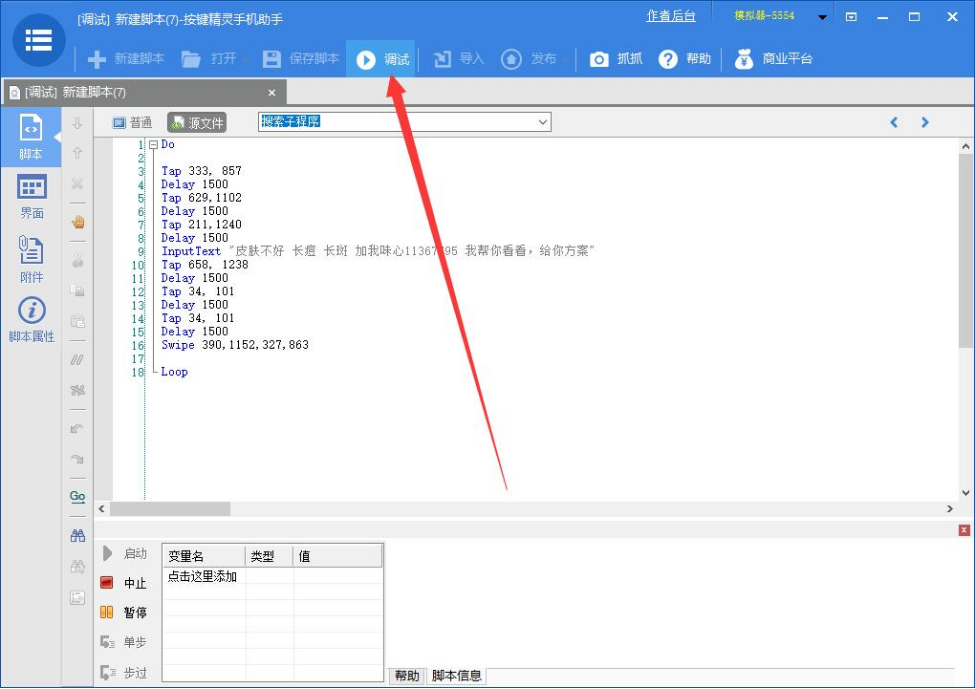 [调试] 新建脚本(7)-按键精灵手机助手
作者后台
模拟器-5554
新建脚本 打开 保存脚本 调试 导入 发布 抓抓 帮助 商业平台
[调试] 新建脚本(7)
脚本
界面
附件
脚本属性
普通 源文件 搜索子程序
1 Do
2
3 Tap 333, 857
4 Delay 1500
5 Tap 629,1102
6 Delay 1500
7 Tap 211,1240
8 Delay 1500
9 InputText "皮肤不好 长痘 长斑 加我味心 我帮你看看，给你方案"
10 Tap 658, 1238
11 Delay 1500
12 Tap 34, 101
13 Delay 1500
14 Tap 34, 101
15 Delay 1500
16 Swipe 390,1152,327,863
17
18 Loop
Go
启动
中止
暂停
单步
步过
变量名 类型 值
点击这里添加
帮助 脚本信息